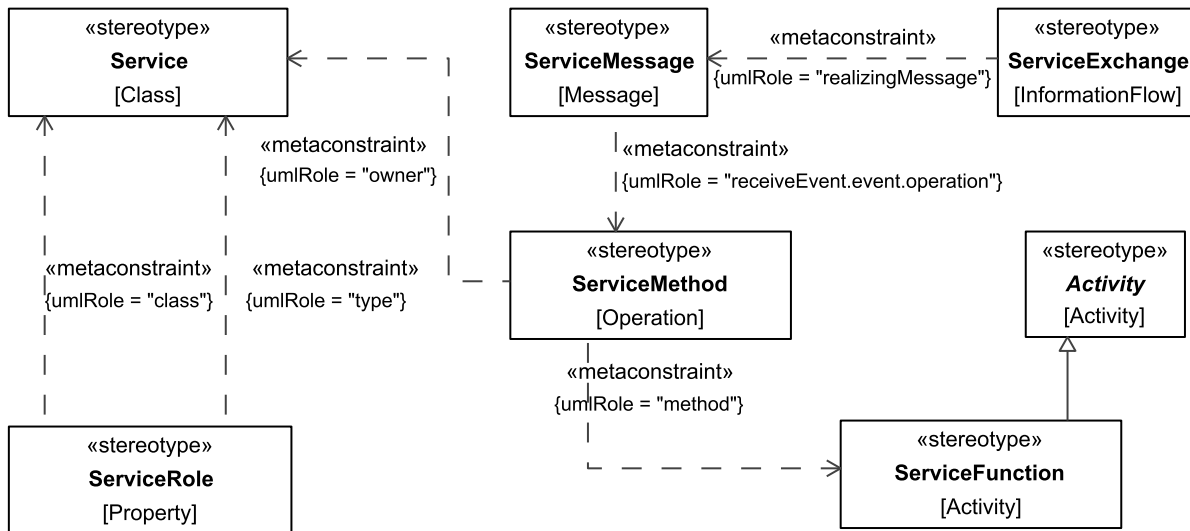 «stereotype»
Service
[Class]
«stereotype»
ServiceMessage
[Message]
«metaconstraint»
{umlRole = "realizingMessage"}
«stereotype»
ServiceExchange
[InformationFlow]
«metaconstraint»
{umlRole = "owner"}
«metaconstraint»
{umlRole = "receiveEvent.event.operation"}
«metaconstraint»
{umlRole = "class"}
«metaconstraint»
{umlRole = "type"}
«stereotype»
ServiceMethod
[Operation]
«stereotype»
Activity
[Activity]
«metaconstraint»
{umlRole = "method"}
«stereotype»
ServiceRole
[Property]
«stereotype»
ServiceFunction
[Activity]